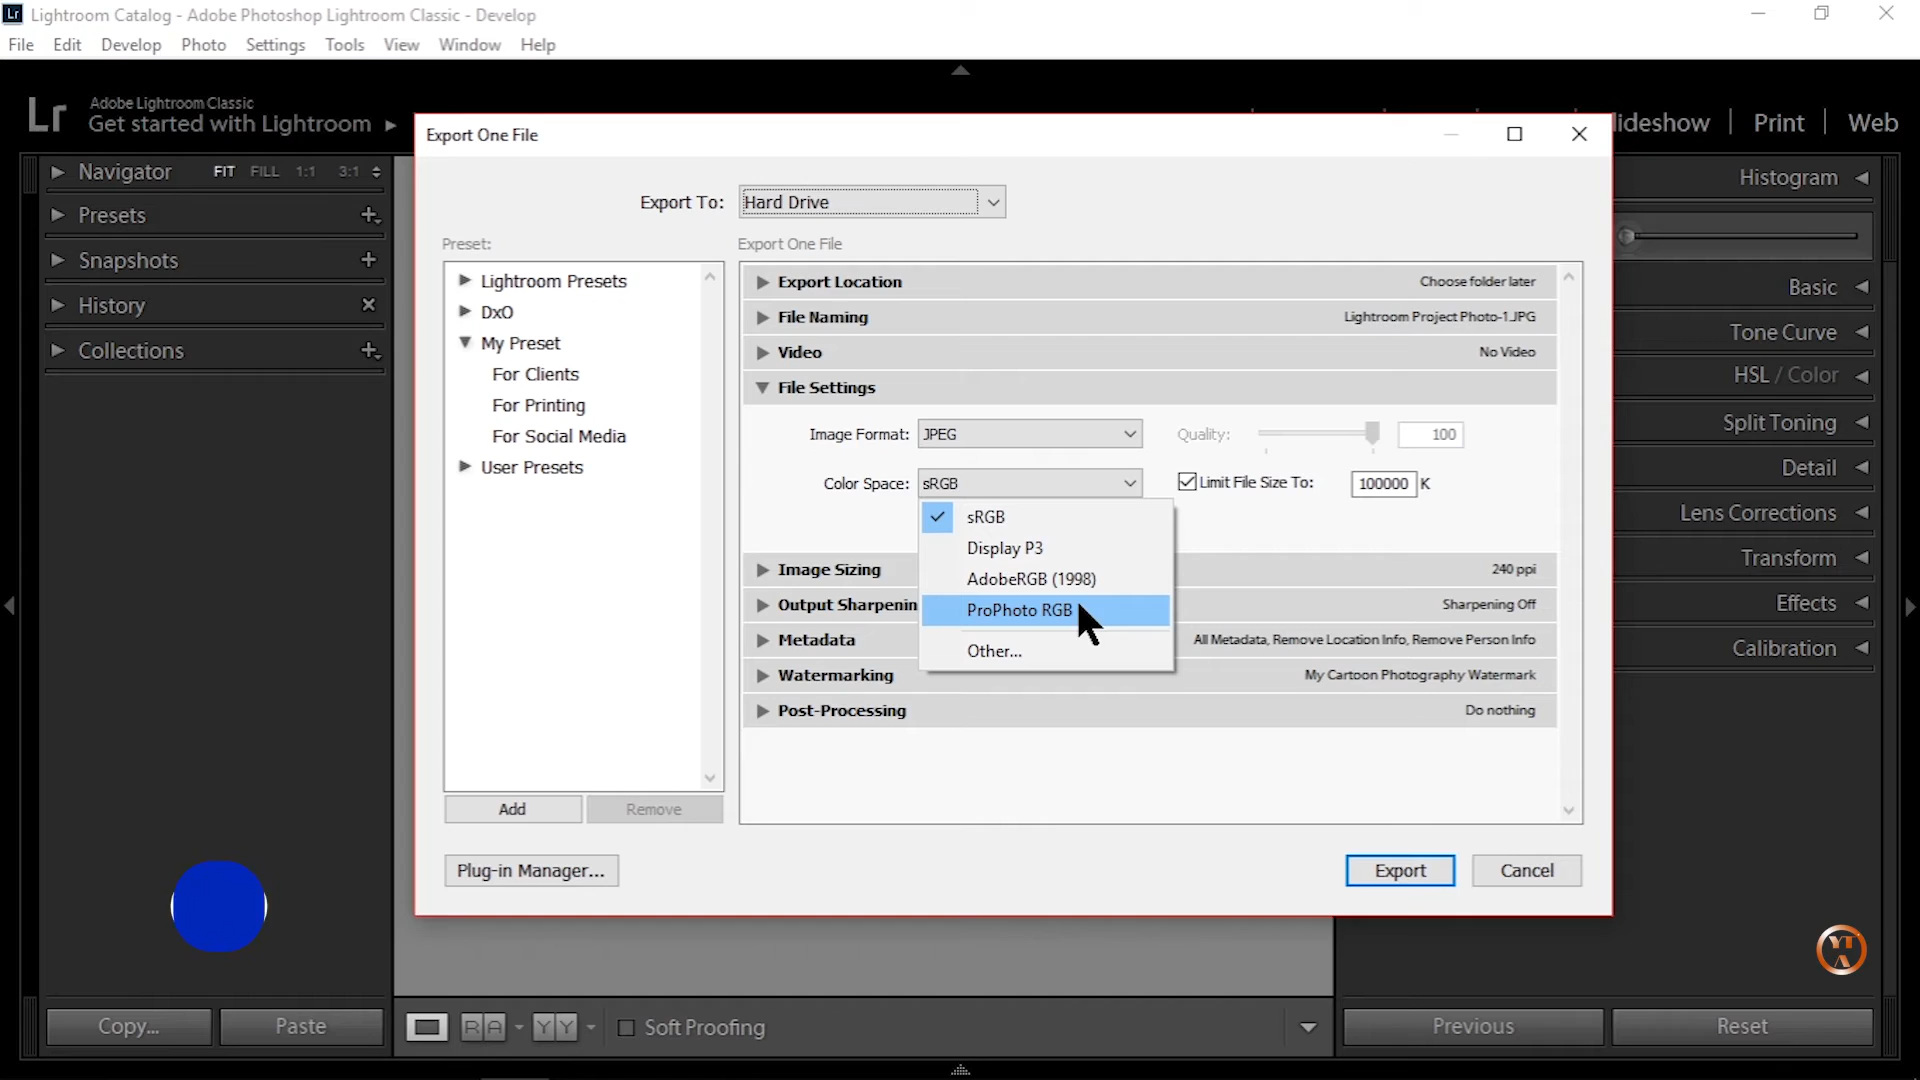 Lr Lightroom Catalog - Adobe Photoshop Lightroom Classic - Develop
File Edit Develop Photo Settings Tools View Window Help
Lr Adobe Lightroom Classic
Get started with Lightroom
lideshow | Print | Web
Navigator FIT FILL 1:1 3:1
Presets
Snapshots
History
Collections
Export One File
Export To: Hard Drive
Preset:
Lightroom Presets
DxO
My Preset
For Clients
For Printing
For Social Media
User Presets
Add Remove
Plug-in Manager...
Export One File
Export Location Choose folder later
File Naming Lightroom Project Photo-1.JPG
Video No Video
File Settings
Image Format: JPEG Quality: 100
Color Space: sRGB Limit File Size To: 100000 K
sRGB
Display P3
AdobeRGB (1998)
ProPhoto RGB
Other...
Image Sizing 240 ppi
Output Sharpenin Sharpening Off
Metadata All Metadata, Remove Location Info, Remove Person Info
Watermarking My Cartoon Photography Watermark
Post-Processing Do nothing
Export Cancel
Histogram
Basic
Tone Curve
HSL / Color
Split Toning
Detail
Lens Corrections
Transform
Effects
Calibration
YTA
Copy... Paste
RA YY Soft Proofing
Previous Reset